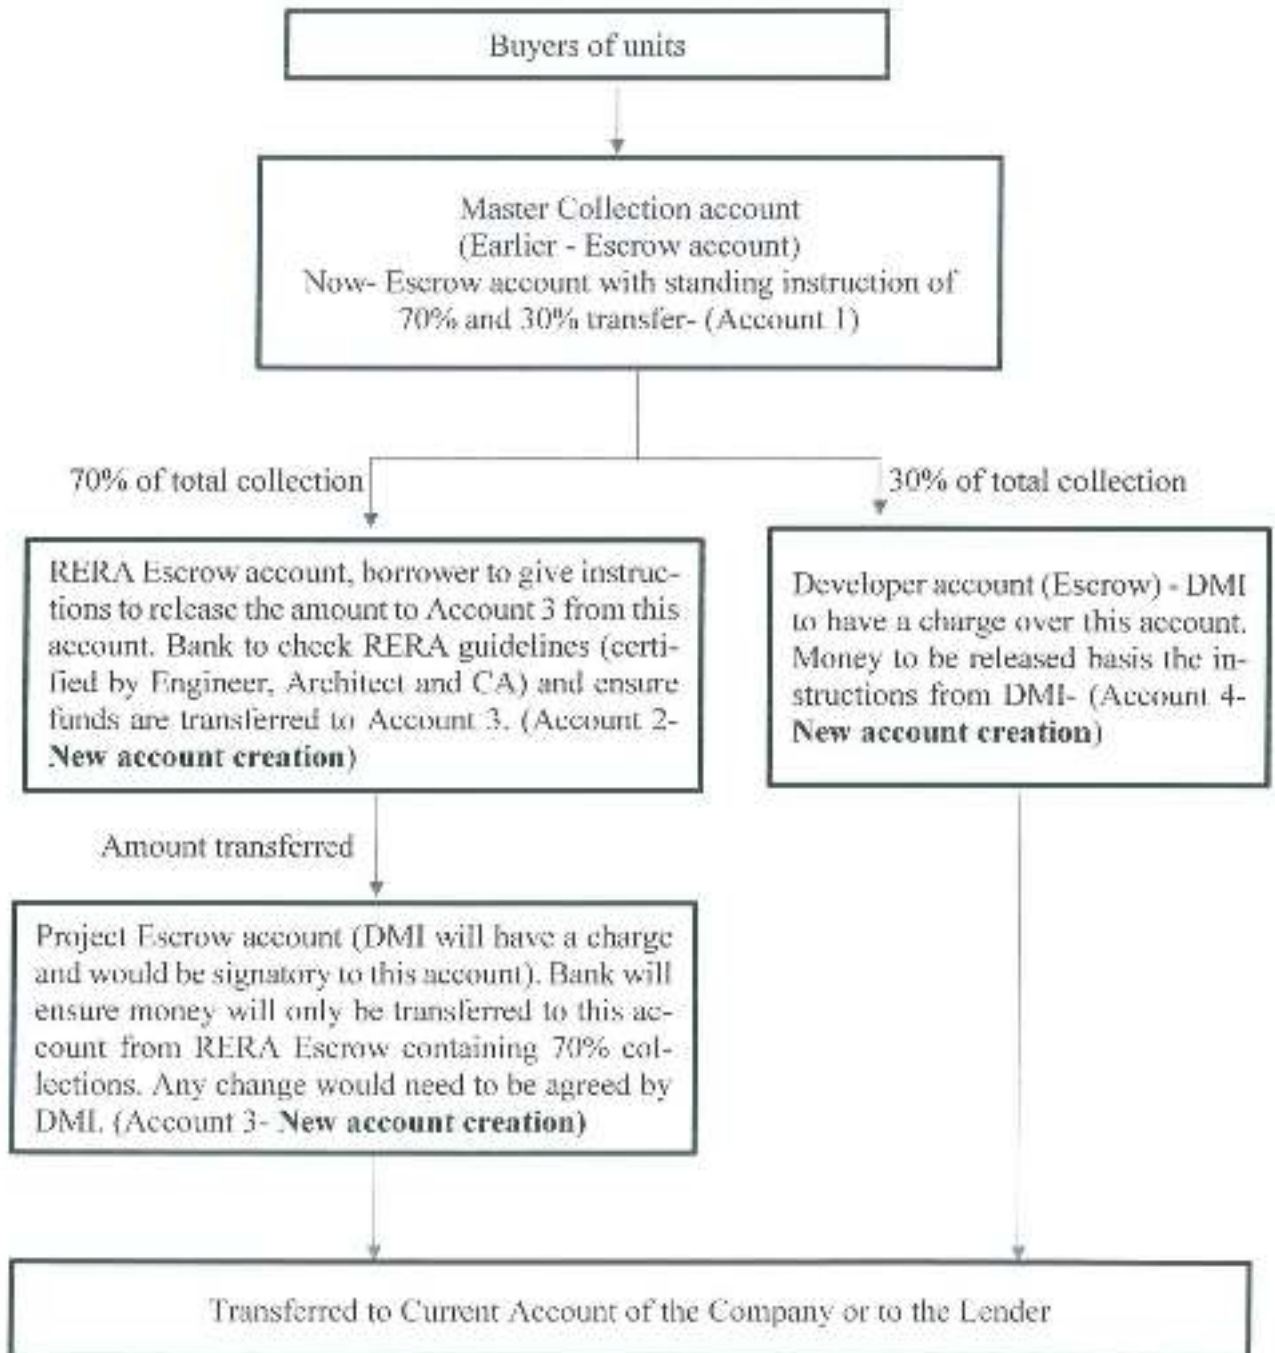 Buyers of units
Master Collection account
(Earlier - Escrow account)
Now- Escrow account with standing instruction of
70% and 30% transfer- (Account 1)
70% of total collection
30% of total collection
RERA Escrow account, borrower to give instruc-
tions to release the amount to Account 3 from this
account. Bank to check RERA guidelines (certi-
fied by Engineer, Architect and CA) and ensure
funds are transferred to Account 3. (Account 2-
New account creation)
Developer account (Escrow) - DMI
to have a charge over this account.
Money to be released basis the in-
structions from DMI- (Account 4-
New account creation)
Amount transferred
Project Escrow account (DMI will have a charge
and would be signatory to this account). Bank will
ensure money will only be transferred to this ac-
count from RERA Escrow containing 70% col-
lections. Any change would need to be agreed by
DMI. (Account 3- New account creation)
Transferred to Current Account of the Company or to the Lender